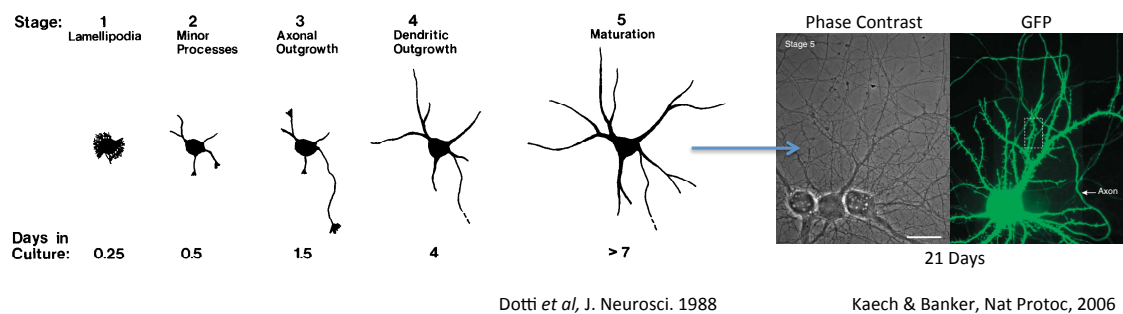 Stage: 1 2 3 4 5
Lamellipodia Minor Processes Axonal Outgrowth Dendritic Outgrowth Maturation
Phase Contrast GFP
Stage 5
Axon
Days in Culture: 0.25 0.5 1.5 4 > 7
21 Days
Dotti et al, J. Neurosci. 1988
Kaech & Banker, Nat Protoc, 2006